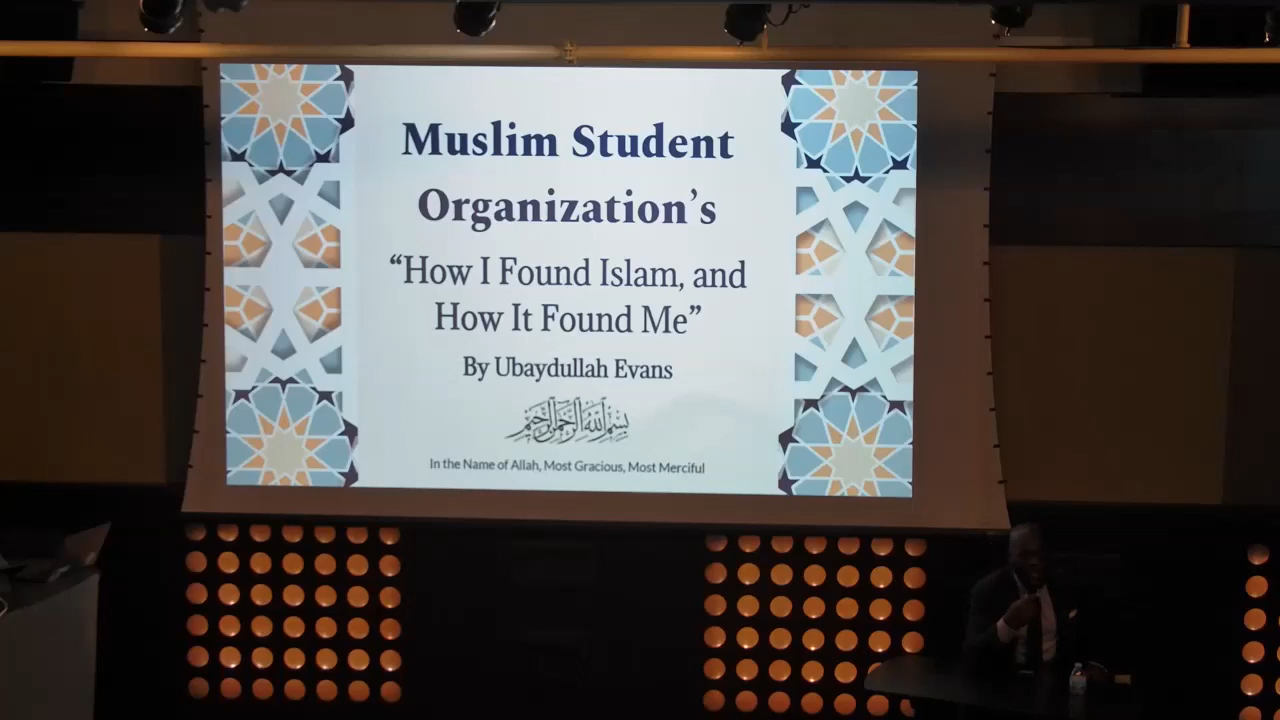 Muslim Student
Organization’s
“How I Found Islam, and
How It Found Me”
By Ubaydullah Evans
بسم الله الرحمن الرحيم
In the Name of Allah, Most Gracious, Most Merciful